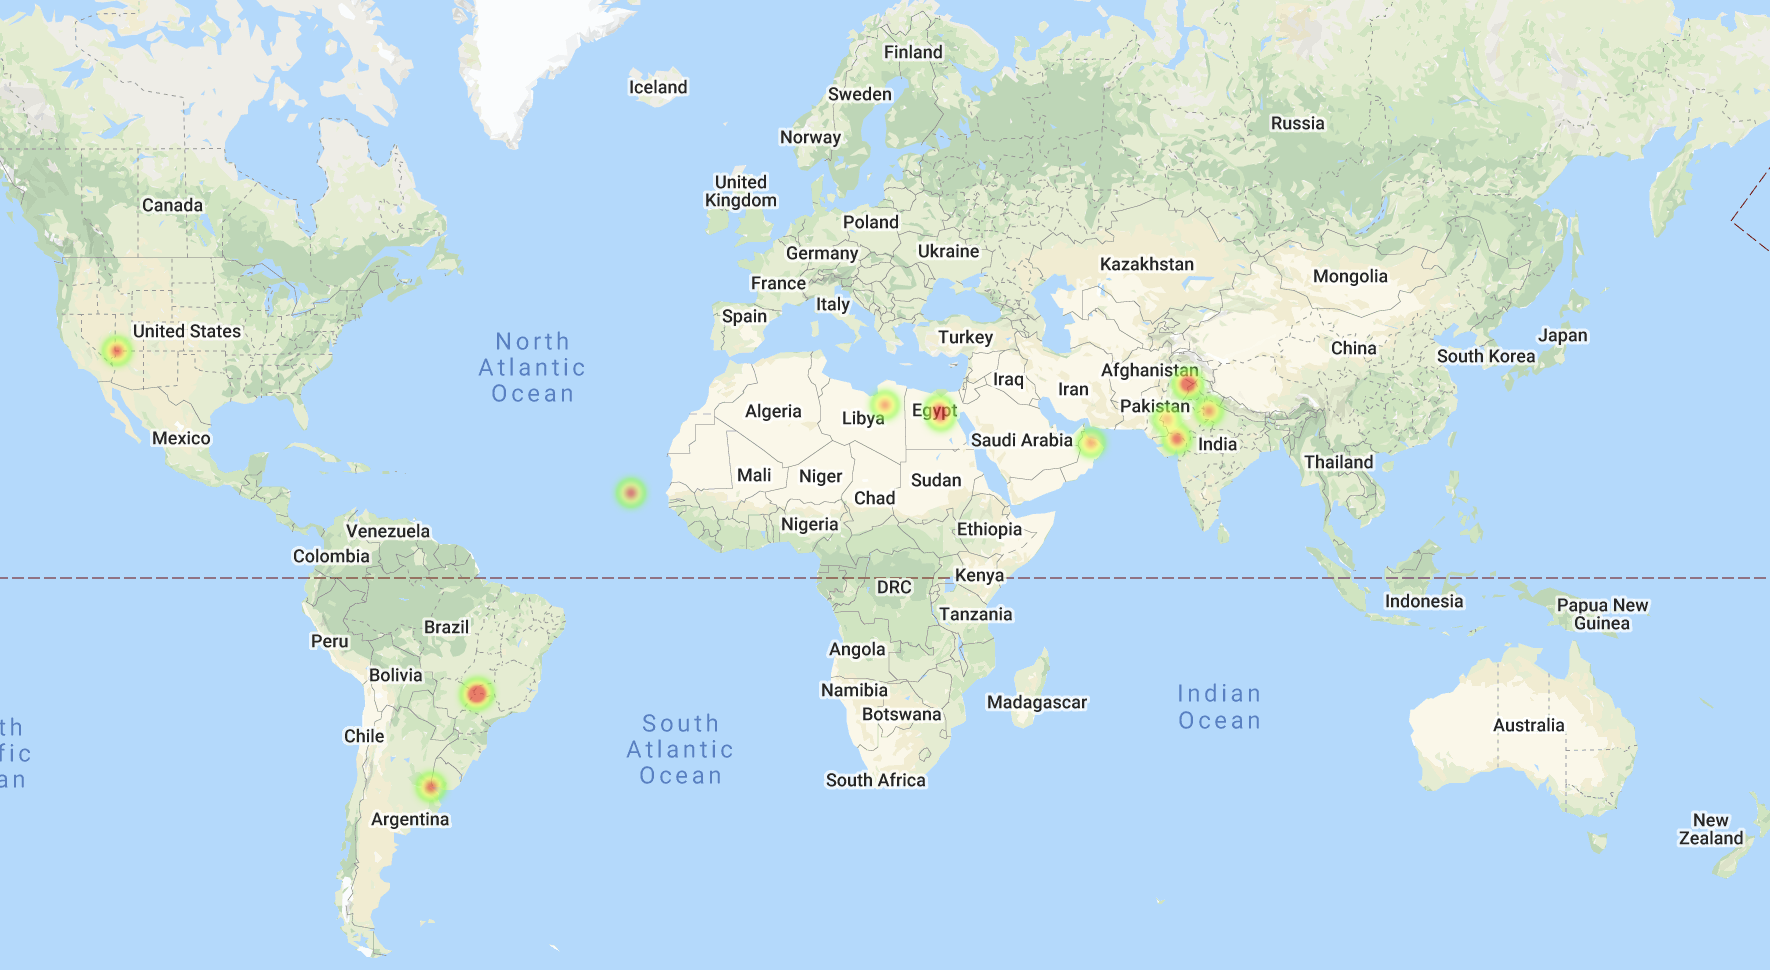 Finland
Iceland
Sweden
Russia
Norway
United
Kingdom
Canada
Poland
Germany
Ukraine
Kazakhstan
Mongolia
France
Italy
Spain
United States
Turkey
Japan
South Korea
China
North
Atlantic
Ocean
Afghanistan
Iraq
Iran
Pakistan
Algeria
Libya
Egypt
Mexico
Saudi Arabia
India
Thailand
Mali
Niger
Sudan
Chad
Nigeria
Ethiopia
Venezuela
Colombia
Kenya
DRC
Indonesia
Papua New
Guinea
Tanzania
Brazil
Peru
Angola
Bolivia
Namibia
Madagascar
Botswana
Indian
Ocean
Australia
Chile
South
Atlantic
Ocean
th
fic
an
South Africa
Argentina
New
Zealand